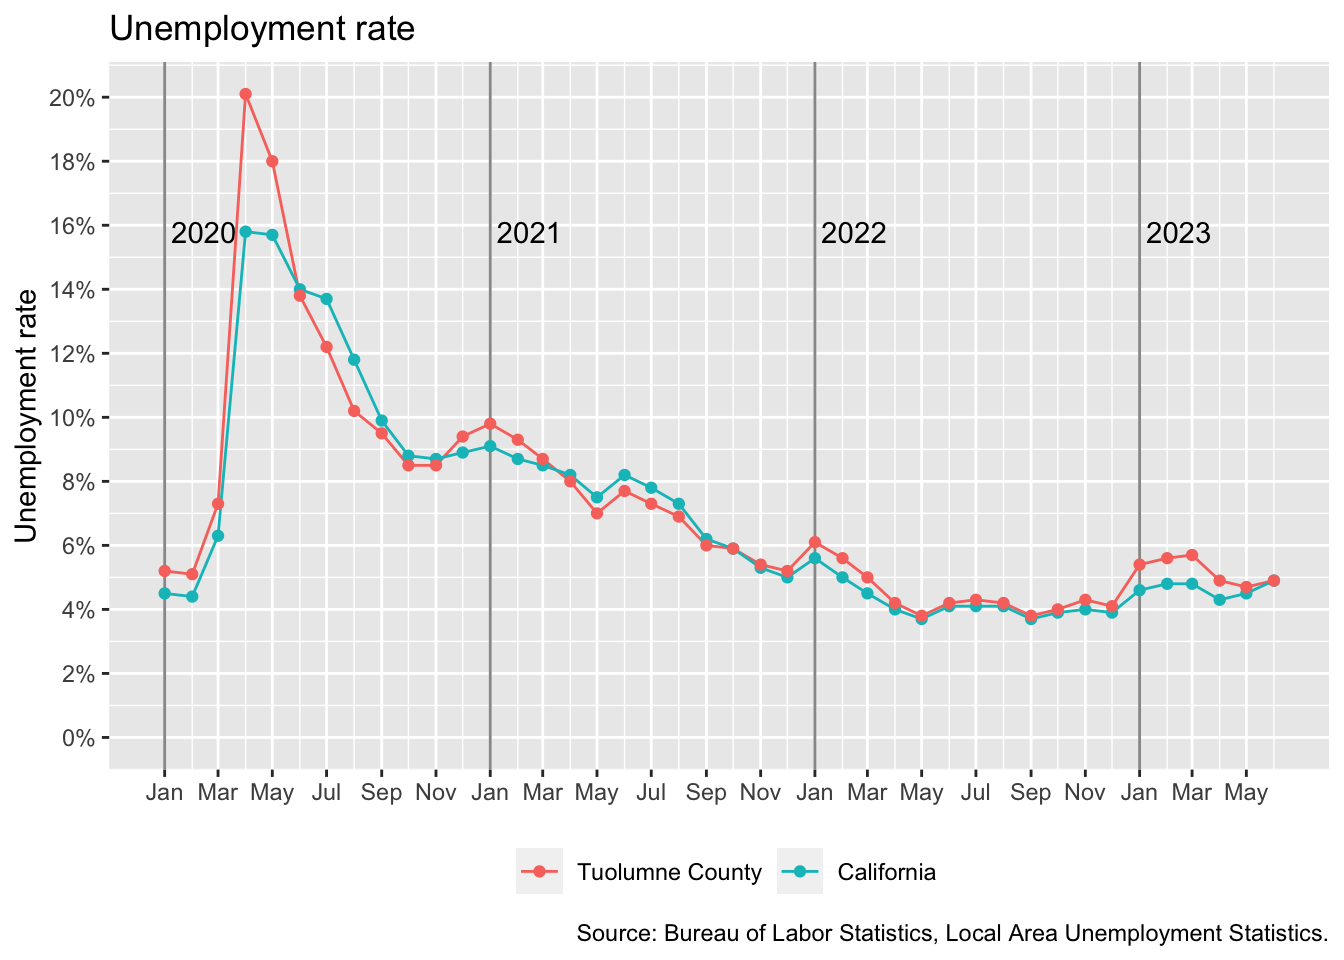 Unemployment rate
Unemployment rate
20%
18%
16%
14%
12%
10%
8%
6%
4%
2%
0%
2020 2021 2022 2023
Jan Mar May Jul Sep Nov Jan Mar May Jul Sep Nov Jan Mar May Jul Sep Nov Jan Mar May
Tuolumne County California
Source: Bureau of Labor Statistics, Local Area Unemployment Statistics.